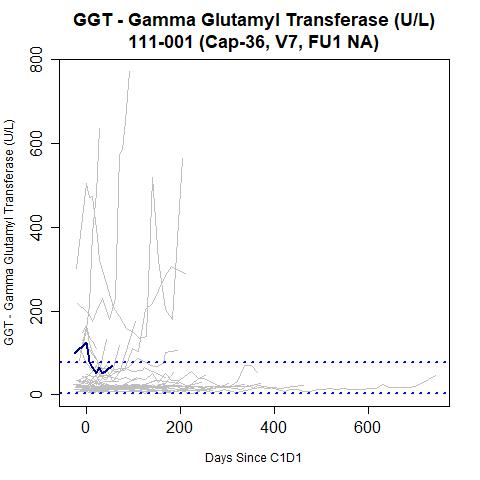 GGT - Gamma Glutamyl Transferase (U/L)
111-001 (Cap-36, V7, FU1 NA)
GGT - Gamma Glutamyl Transferase (U/L)
800
600
400
200
0
0 200 400 600
Days Since C1D1